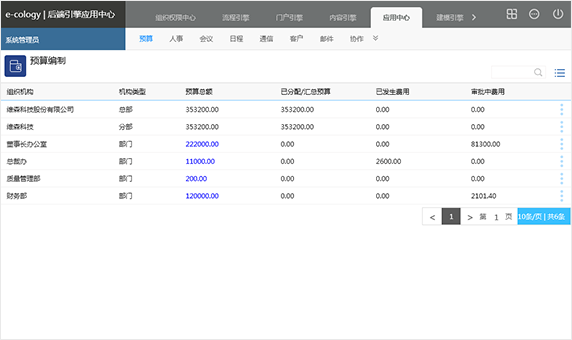 e-cology | 后端引擎应用中心 组织权限中心 流程引擎 门户引擎 内容引擎 应用中心 建模引擎 >
系统管理员 预算 人事 会议 日程 通信 客户 邮件 协作
预算编制
组织机构 机构类型 预算总额 已分配/汇总预算 已发生费用 审批中费用
维森科技股份有限公司 总部 353200.00 353200.00 0.00 0.00
维森科技 分部 353200.00 353200.00 0.00 0.00
董事长办公室 部门 222000.00 0.00 0.00 81300.00
总裁办 部门 11000.00 0.00 2600.00 0.00
质量管理部 部门 200.00 0.00 0.00 0.00
财务部 部门 120000.00 0.00 0.00 2101.40
< 1 > 第 1 页 10条/页 | 共6条